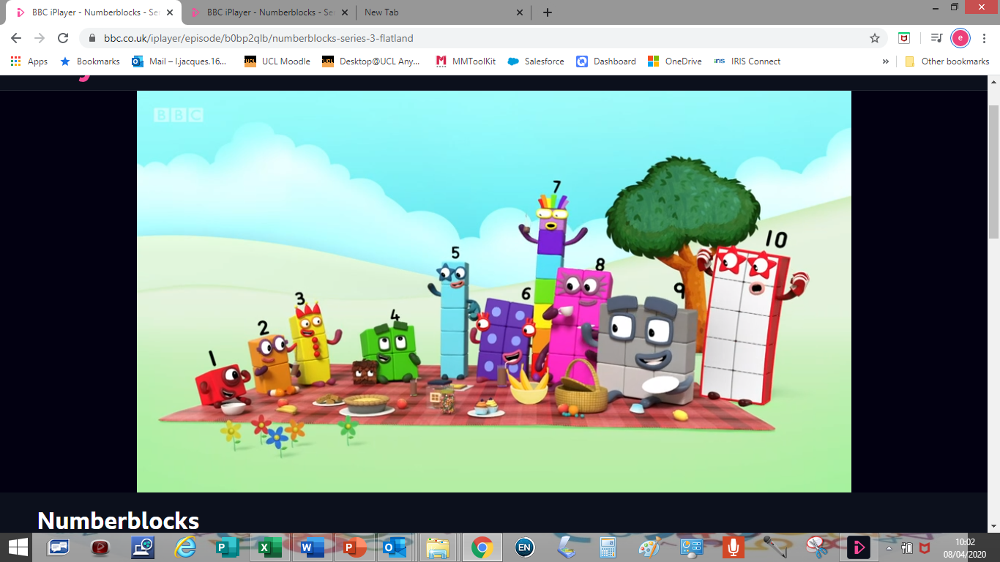 BBC iPlayer - Numberblocks - Se
BBC iPlayer - Numberblocks - Se
New Tab
bbc.co.uk/iplayer/episode/b0bp2qlb/numberblocks-series-3-flatland
e
Apps
Bookmarks
Mail – l.jacques.16...
UCL Moodle
Desktop@UCL Any...
MMToolKit
Salesforce
Dashboard
OneDrive
iris
IRIS Connect
Other bookmarks
BBC
1
2
3
4
5
6
7
8
9
10
Numberblocks
EN
10:02
08/04/2020